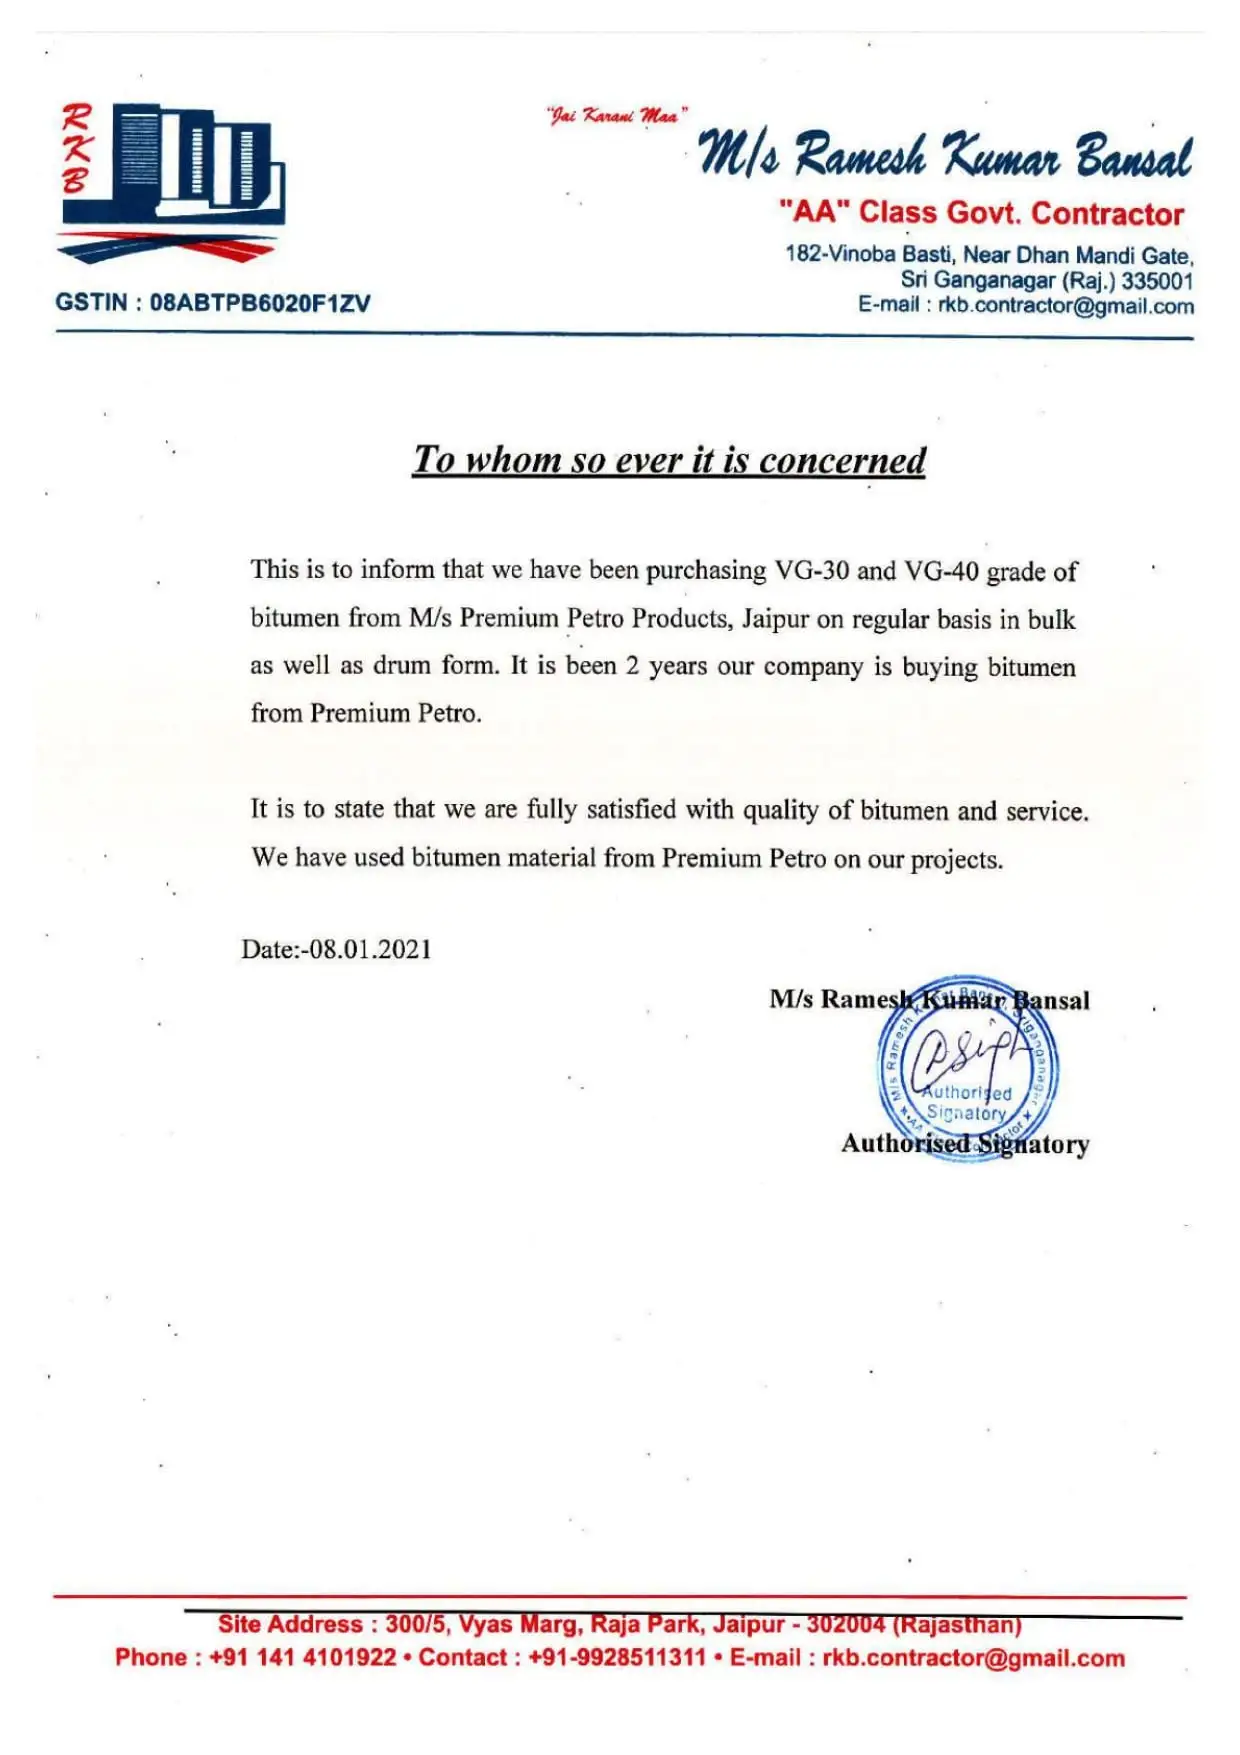 R
K
B
"Jai Karani Maa"
M/s Ramesh Kumar Bansal
"AA" Class Govt. Contractor
182-Vinoba Basti, Near Dhan Mandi Gate,
Sri Ganganagar (Raj.) 335001
GSTIN : 08ABTPB6020F1ZV
E-mail : rkb.contractor@gmail.com
To whom so ever it is concerned
This is to inform that we have been purchasing VG-30 and VG-40 grade of
bitumen from M/s Premium Petro Products, Jaipur on regular basis in bulk
as well as drum form. It is been 2 years our company is buying bitumen
from Premium Petro.
It is to state that we are fully satisfied with quality of bitumen and service.
We have used bitumen material from Premium Petro on our projects.
Date:-08.01.2021
M/s Ramesh Kumar Bansal
M/s Ramesh Kumar Bansal, Sriganganagar
Authorised
Signatory
Authorised Signatory
Site Address : 300/5, Vyas Marg, Raja Park, Jaipur - 302004 (Rajasthan)
Phone : +91 141 4101922 • Contact : +91-9928511311 • E-mail : rkb.contractor@gmail.com